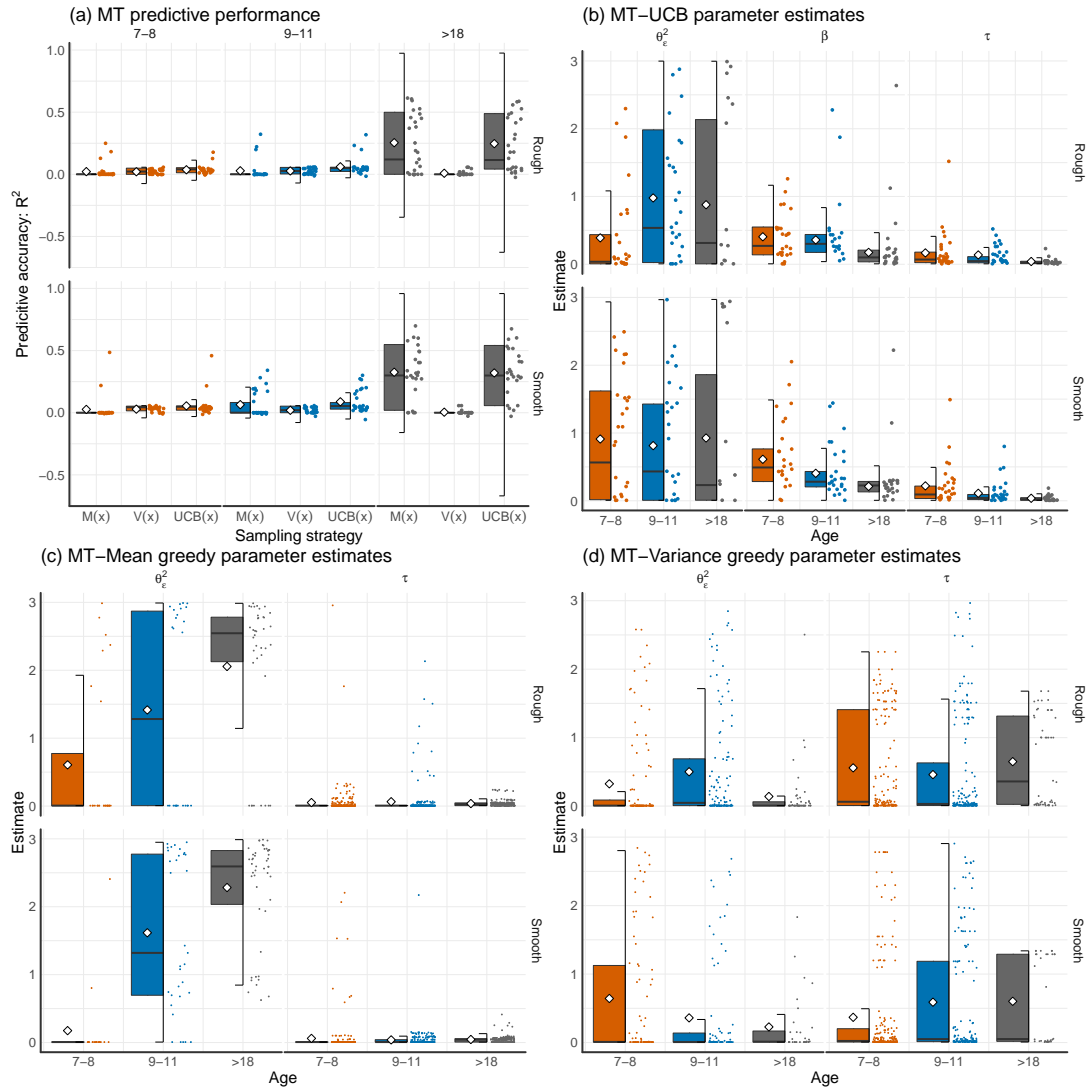 (a) MT predictive performance
7−8 9−11 >18
1.0
0.5
0.0
−0.5
Rough
1.0
0.5
0.0
−0.5
Smooth
Predicitive accuracy: R²
M(x) V(x) UCB(x) M(x) V(x) UCB(x) M(x) V(x) UCB(x)
Sampling strategy
(b) MT−UCB parameter estimates
θ²ε β τ
3
2
1
0
Rough
3
2
1
0
Smooth
Estimate
7−8 9−11 >18 7−8 9−11 >18 7−8 9−11 >18
Age
(c) MT−Mean greedy parameter estimates
θ²ε τ
3
2
1
0
Rough
3
2
1
0
Smooth
Estimate
7−8 9−11 >18 7−8 9−11 >18
Age
(d) MT−Variance greedy parameter estimates
θ²ε τ
3
2
1
0
Rough
3
2
1
0
Smooth
Estimate
7−8 9−11 >18 7−8 9−11 >18
Age